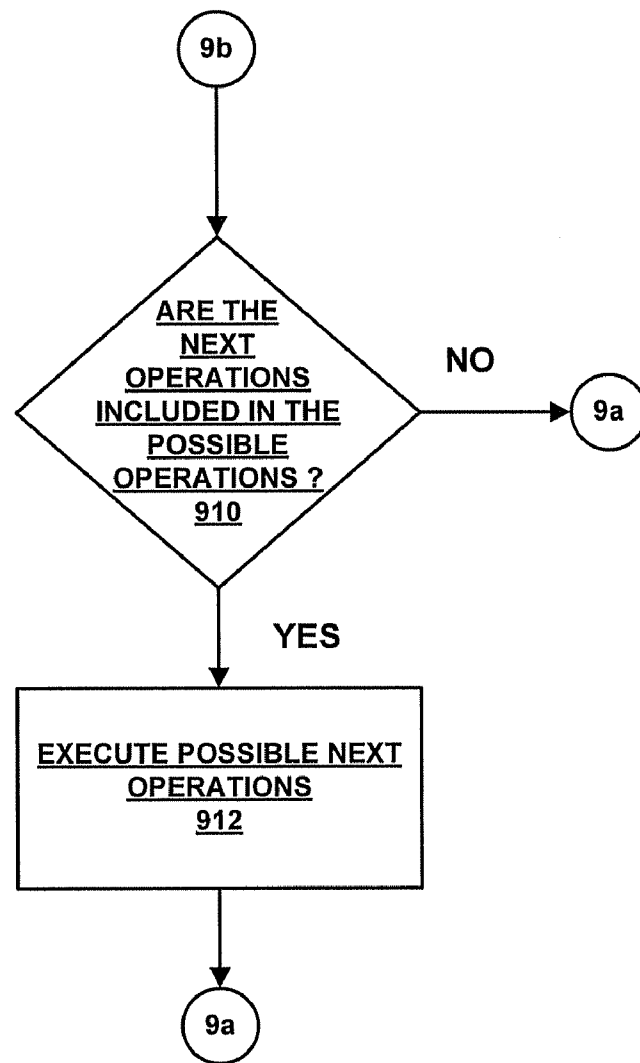 9b
ARE THE
NEXT
OPERATIONS
INCLUDED IN THE
POSSIBLE
OPERATIONS ?
910
NO
9a
YES
EXECUTE POSSIBLE NEXT
OPERATIONS
912
9a